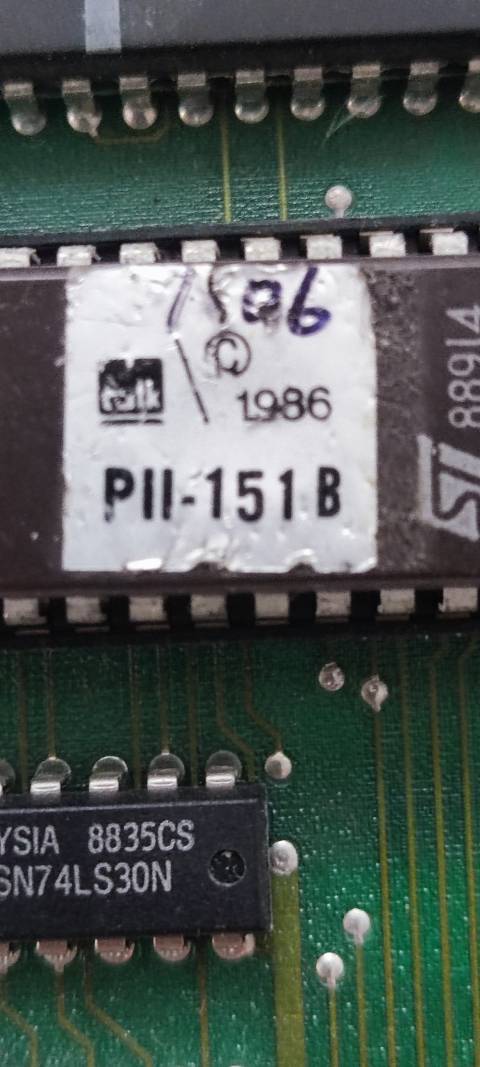 1506
talk
© 1986
PII-151 B
88914
ST
YSIA 8835CS
SN74LS30N